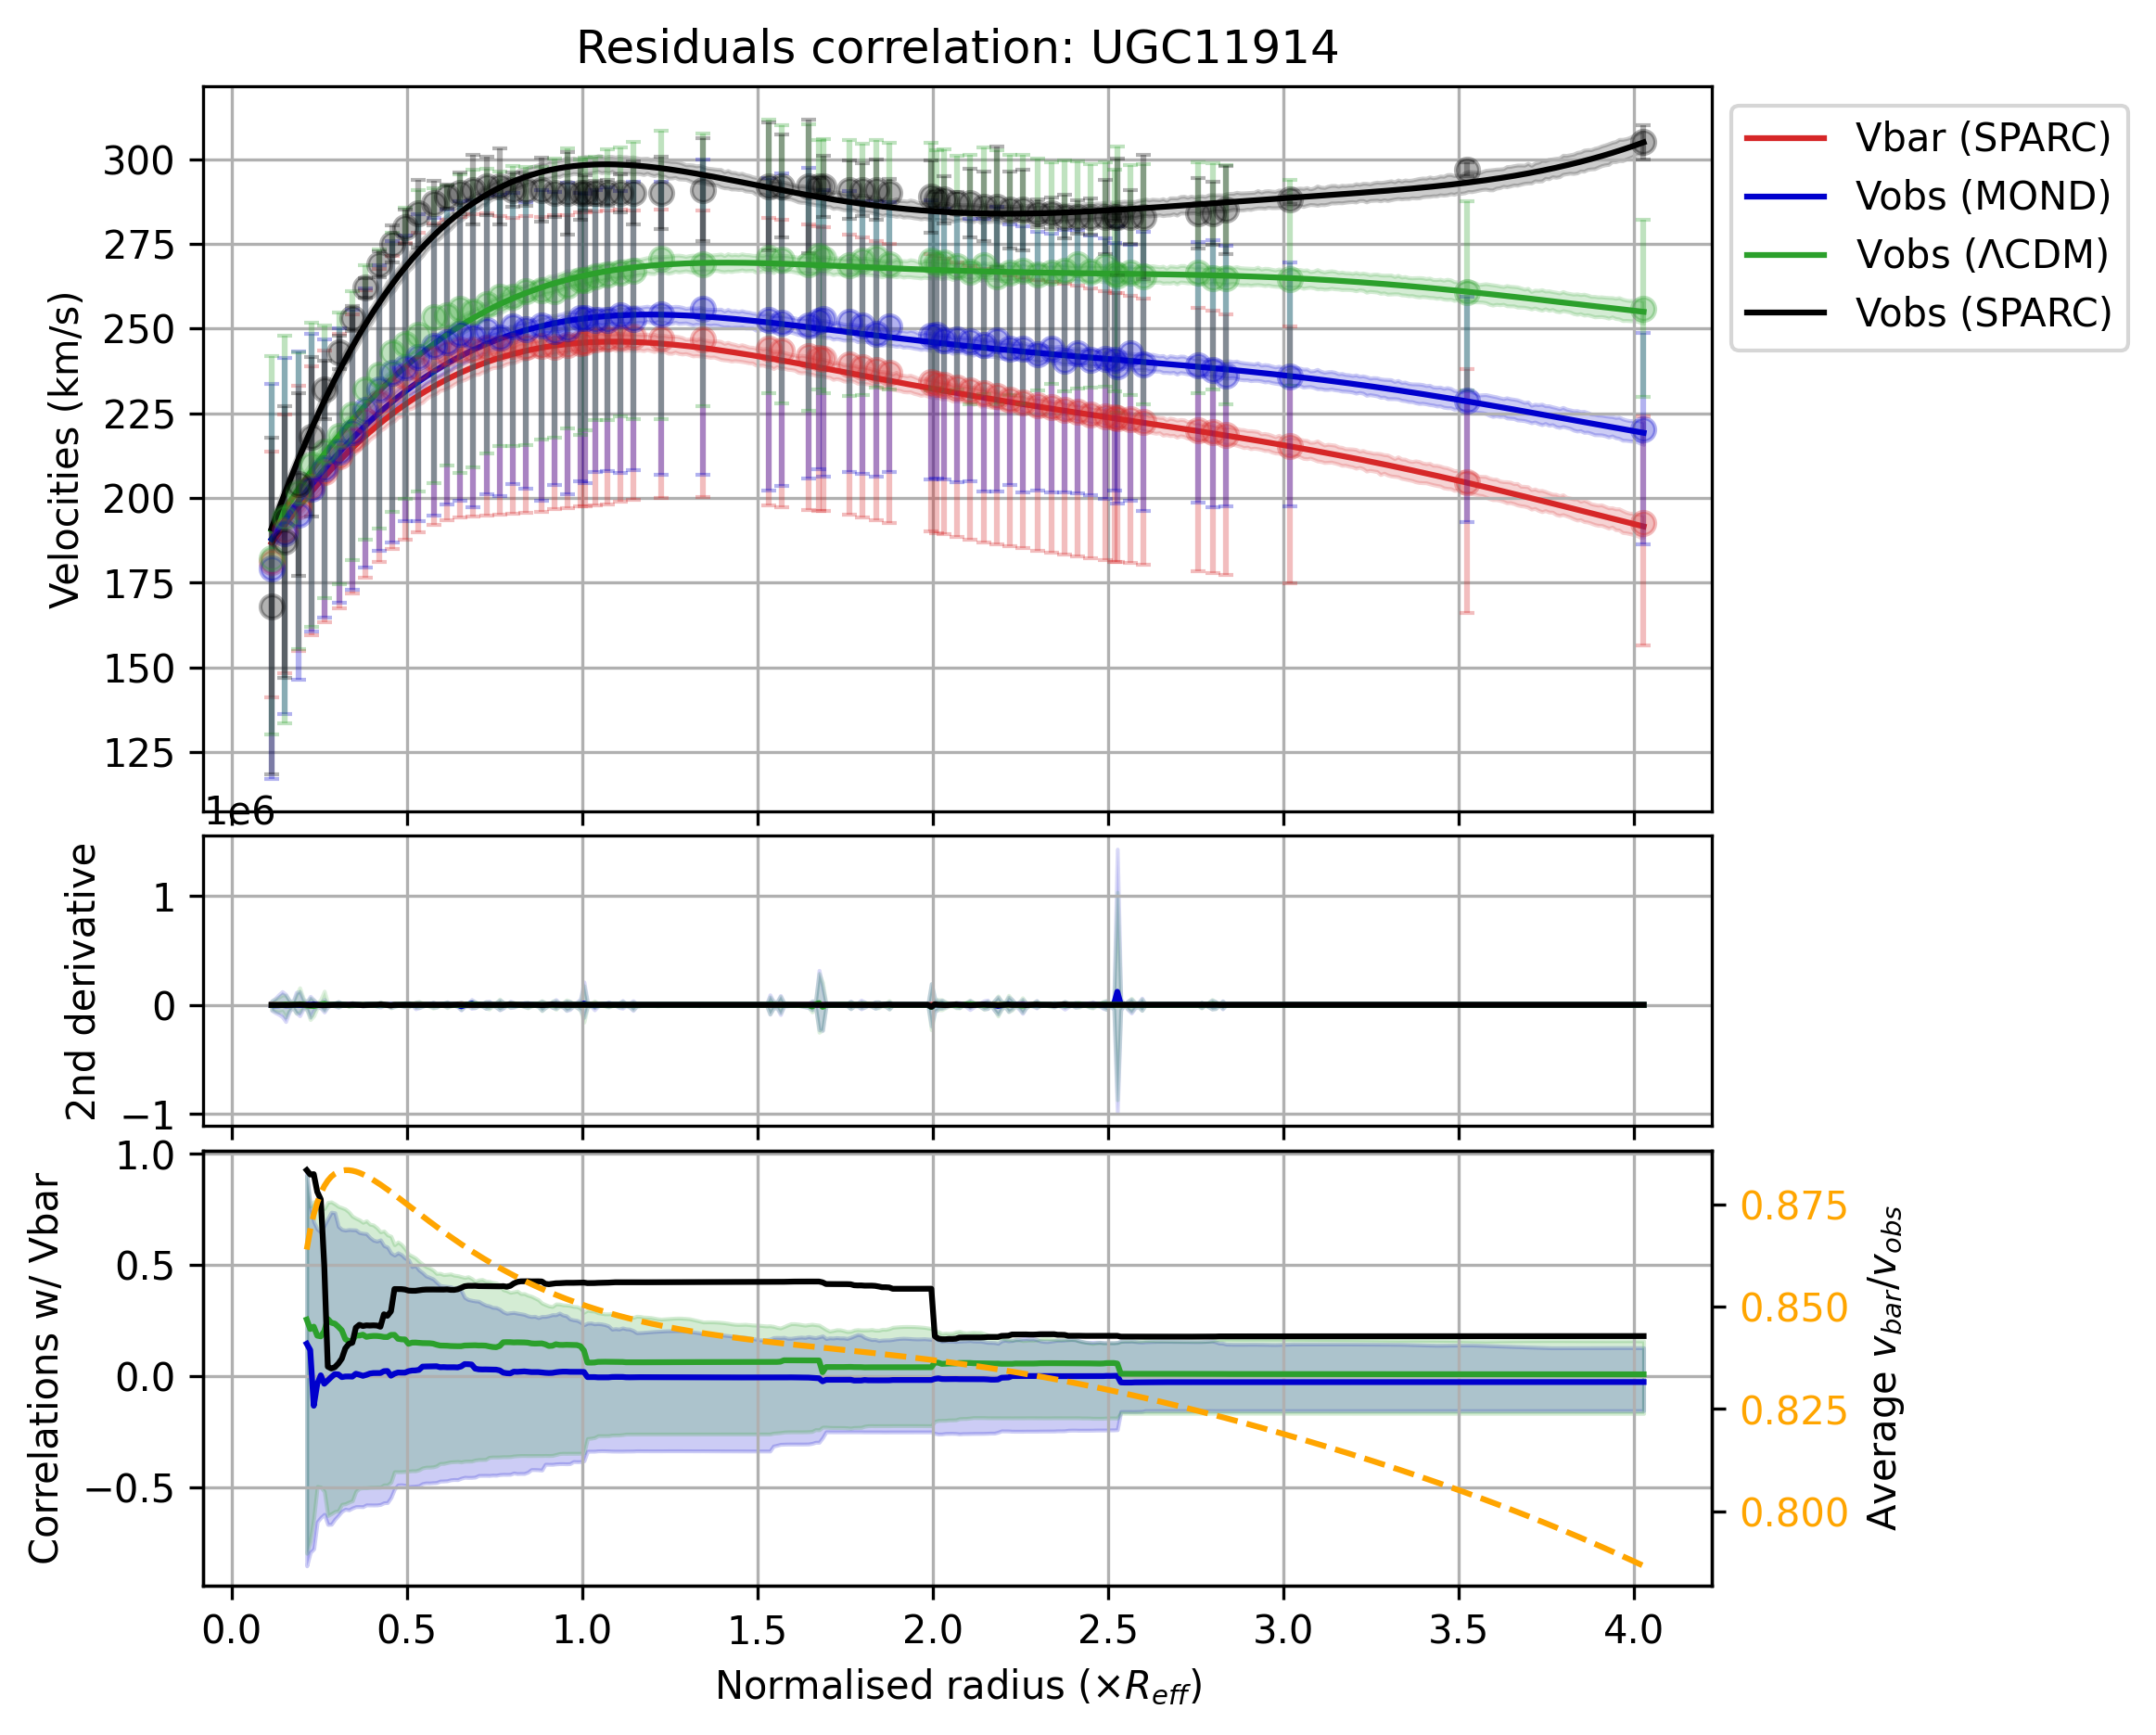 Residuals correlation: UGC11914
Velocities (km/s)
300
275
250
225
200
175
150
125
Vbar (SPARC)
Vobs (MOND)
Vobs (ΛCDM)
Vobs (SPARC)
1e6
2nd derivative
1
0
−1
Correlations w/ Vbar
1.0
0.5
0.0
−0.5
0.875
0.850
0.825
0.800
Average v_bar/v_obs
0.0 0.5 1.0 1.5 2.0 2.5 3.0 3.5 4.0
Normalised radius (×R_eff)